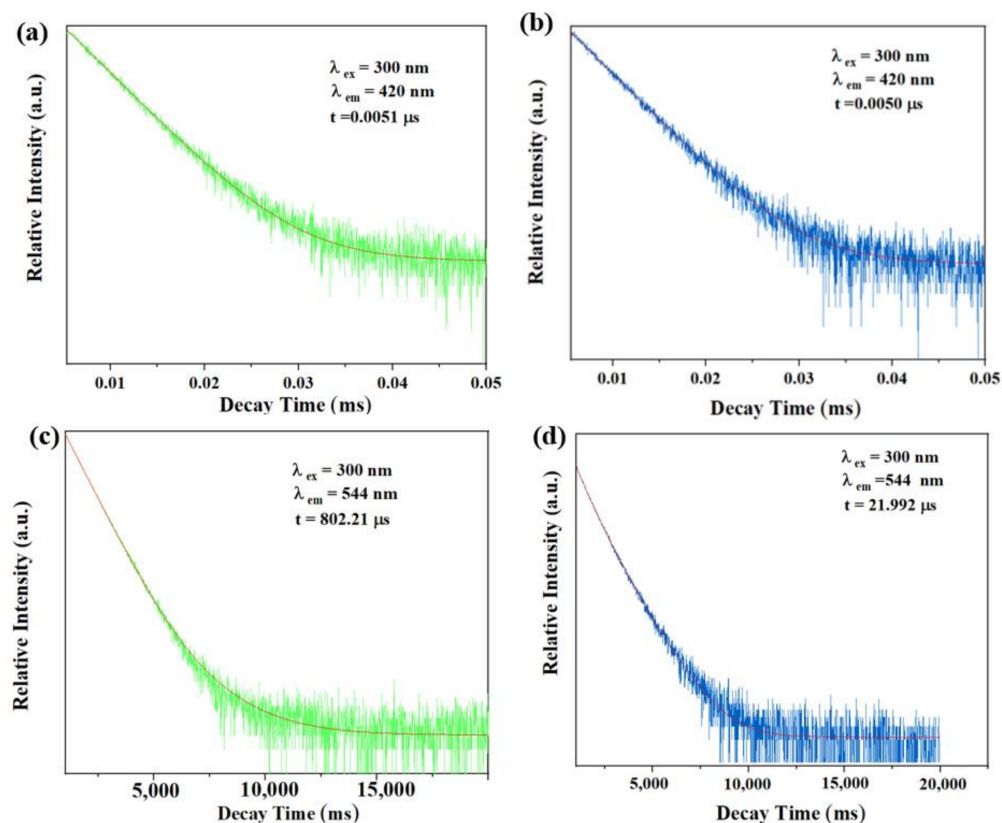 (a)
λ ex = 300 nm
λ em = 420 nm
t =0.0051 μs
Relative Intensity (a.u.)
0.01 0.02 0.03 0.04 0.05
Decay Time (ms)
(b)
λ ex = 300 nm
λ em = 420 nm
t =0.0050 μs
Relative Intensity (a.u.)
0.01 0.02 0.03 0.04 0.05
Decay Time (ms)
(c)
λ ex = 300 nm
λ em = 544 nm
t = 802.21 μs
Relative Intensity (a.u.)
5,000 10,000 15,000
Decay Time (ms)
(d)
λ ex = 300 nm
λ em =544 nm
t = 21.992 μs
Relative Intensity (a.u.)
5,000 10,000 15,000 20,000
Decay Time (ms)